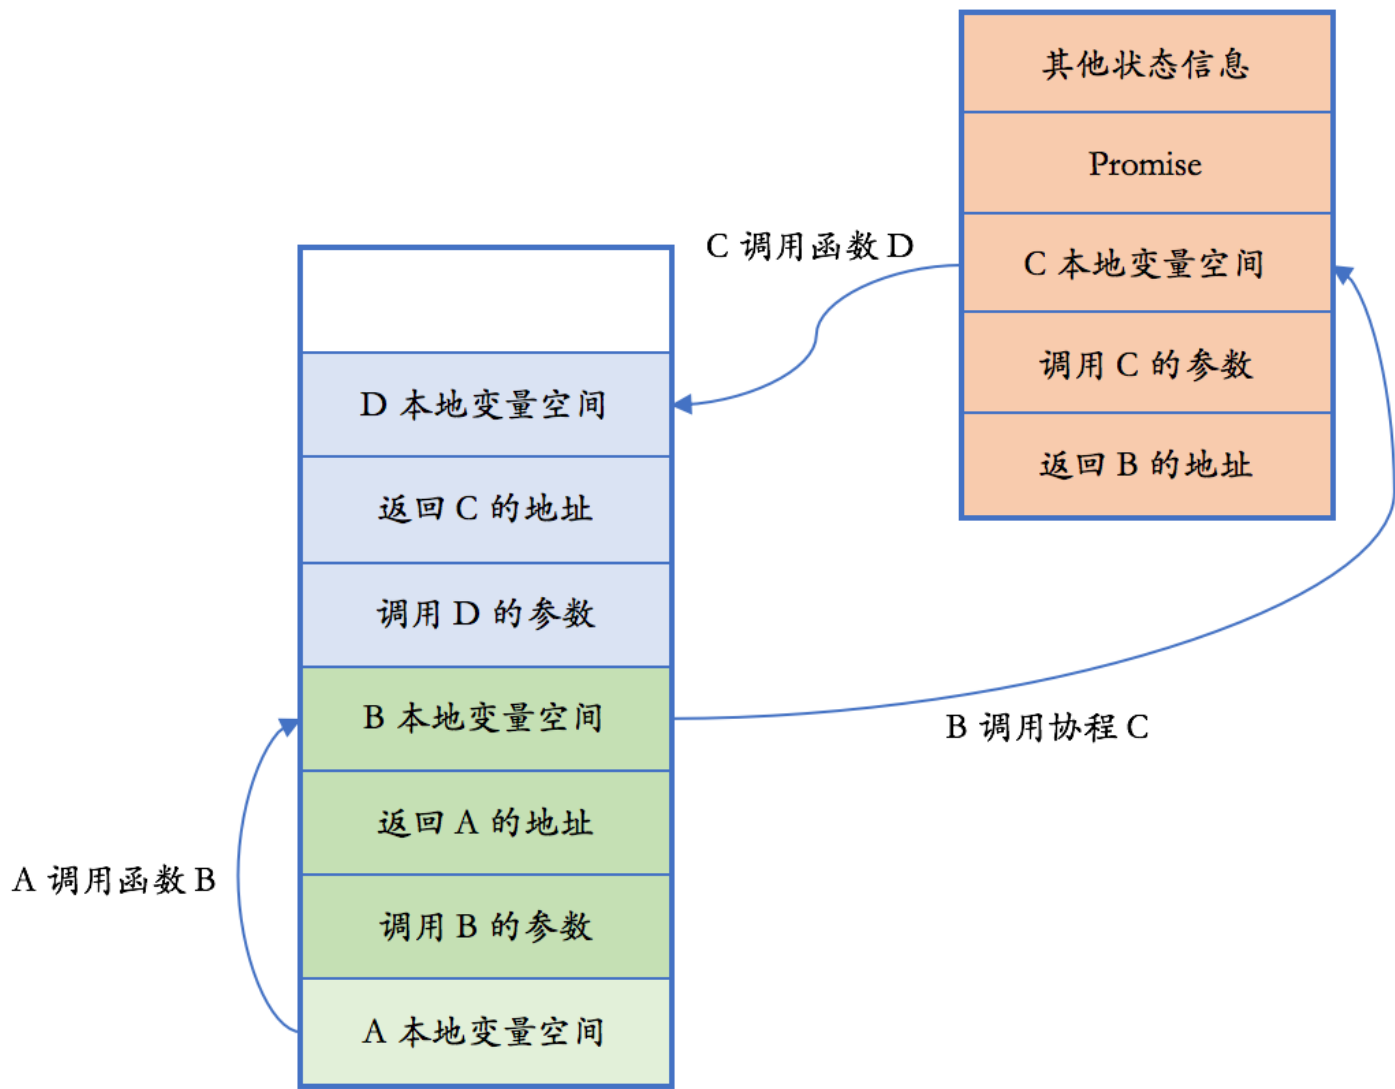 其他状态信息
Promise
C 调用函数 D
C 本地变量空间
调用 C 的参数
D 本地变量空间
返回 B 的地址
返回 C 的地址
调用 D 的参数
B 本地变量空间
B 调用协程 C
返回 A 的地址
A 调用函数 B
调用 B 的参数
A 本地变量空间